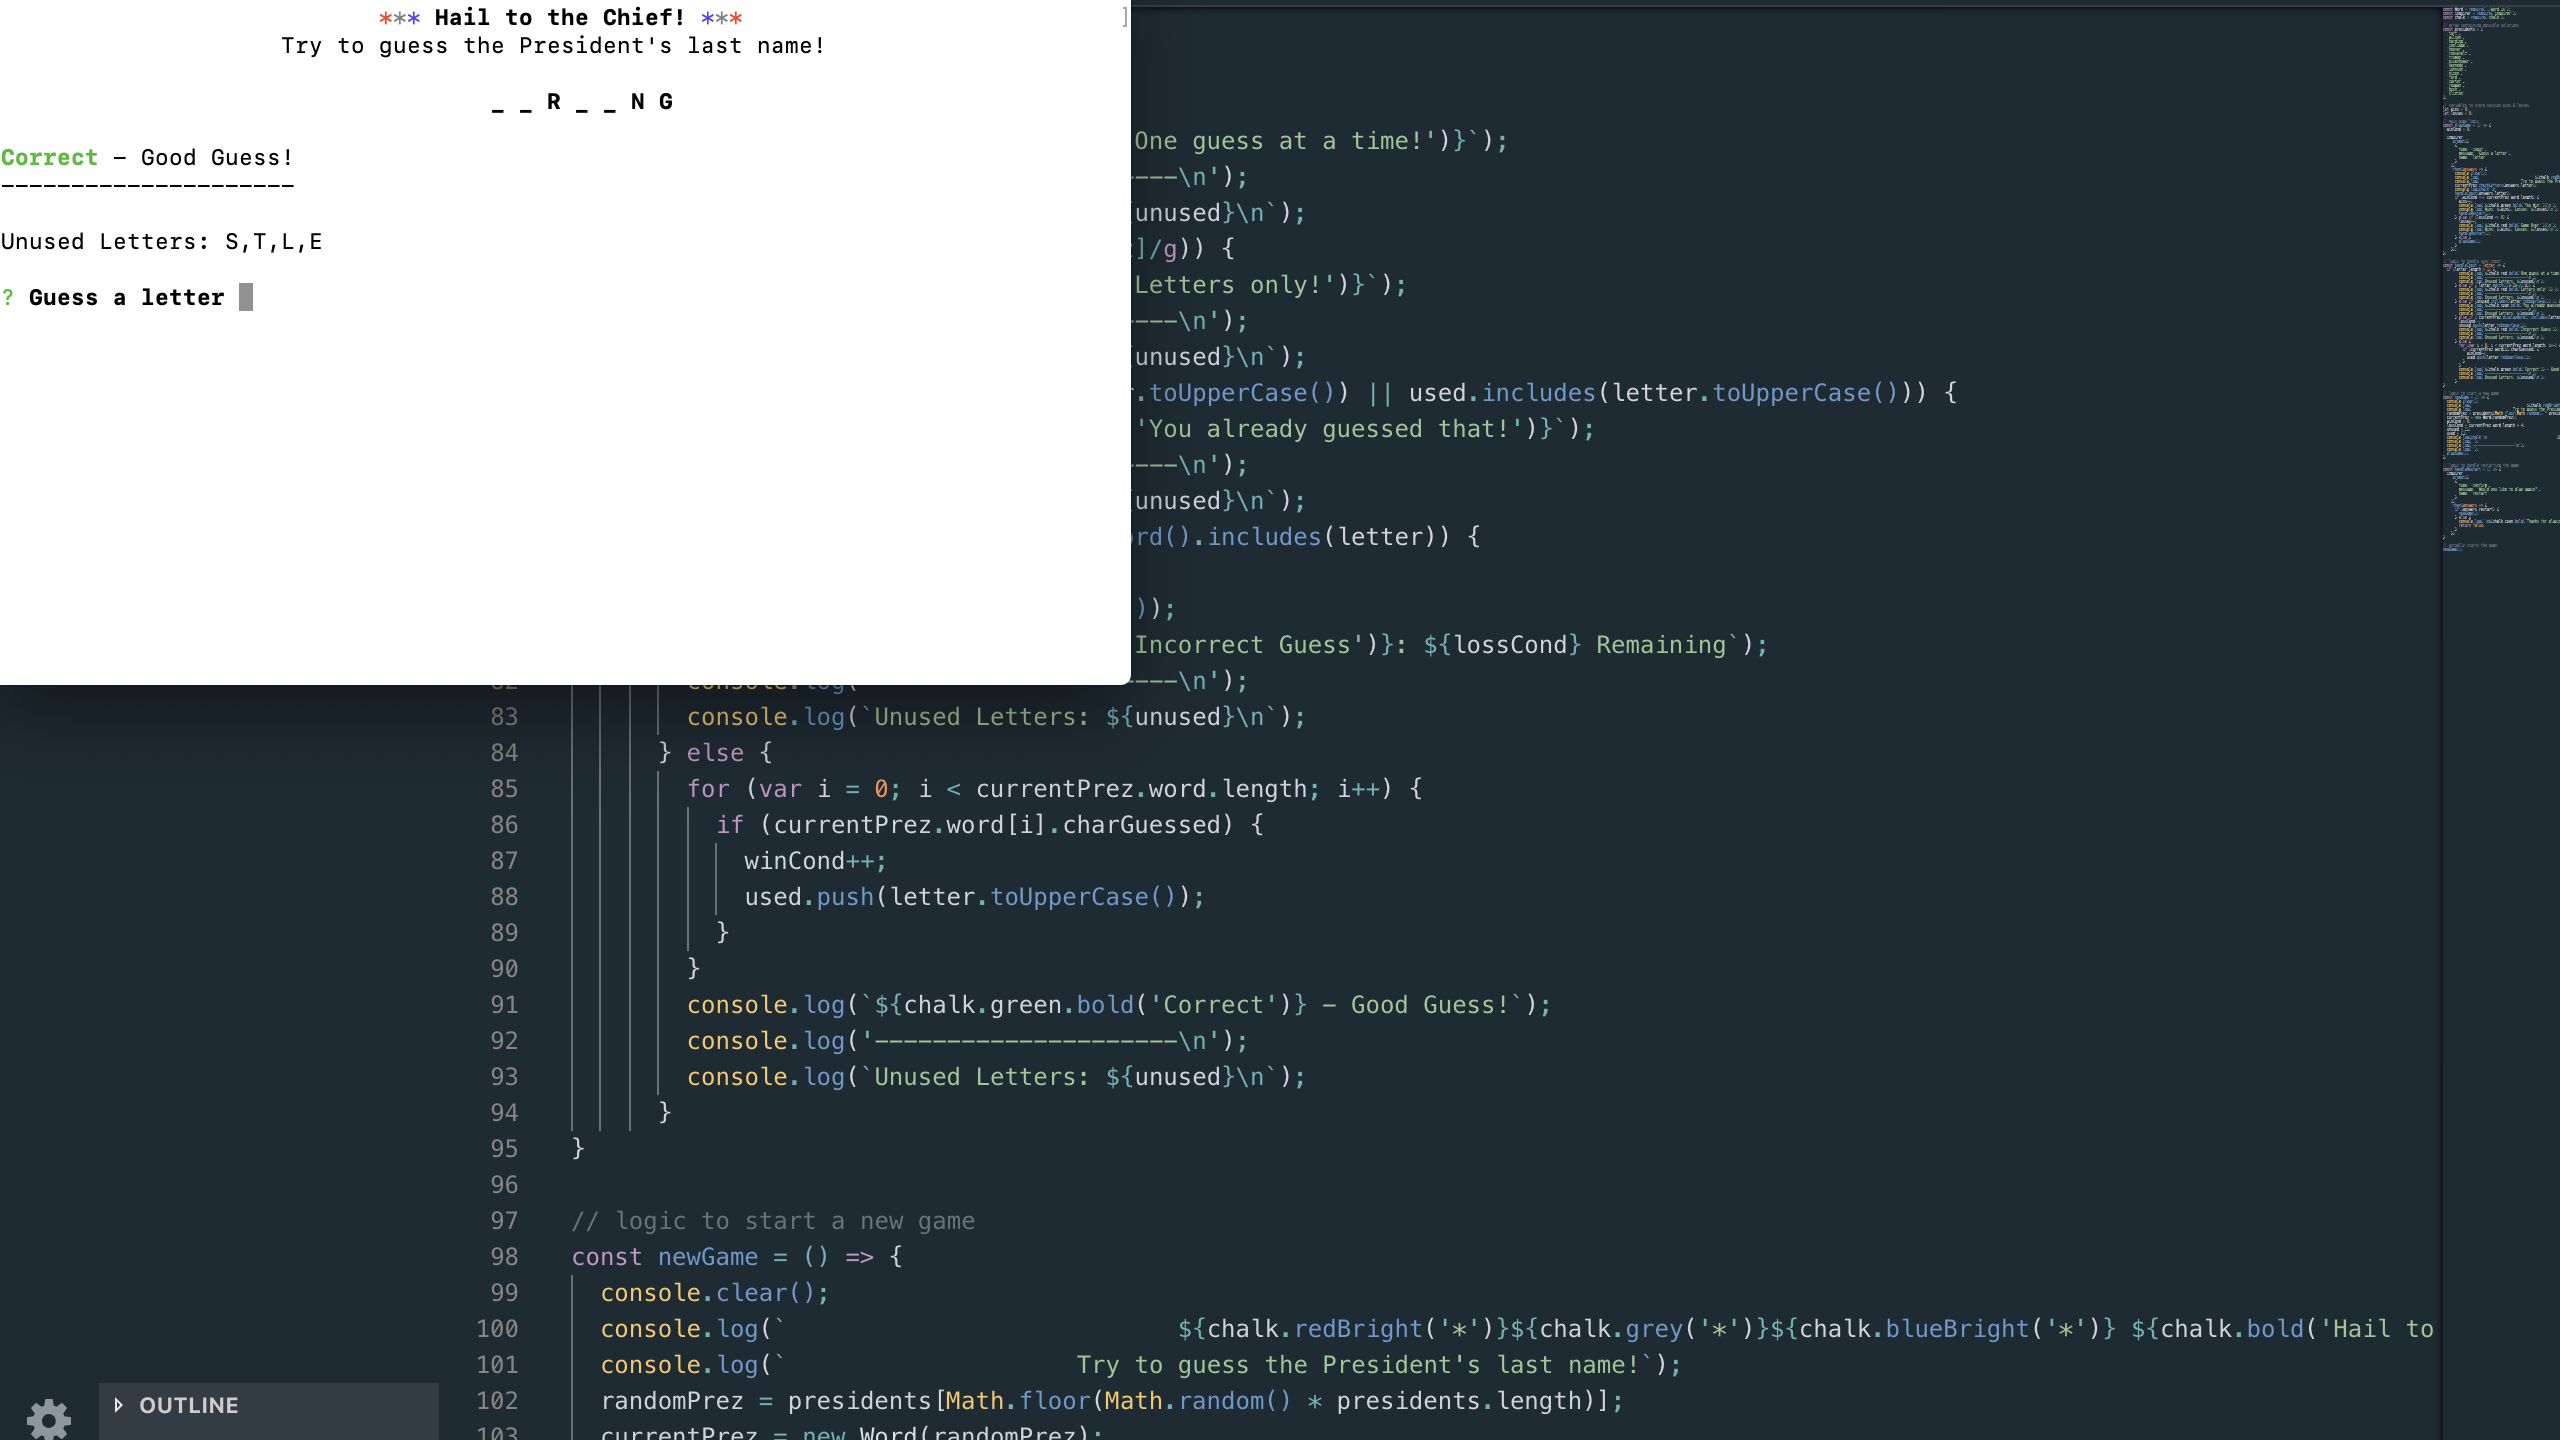 *** Hail to the Chief! ***
Try to guess the President's last name!
_ _ R _ _ N G
Correct - Good Guess!
---------------------
Unused Letters: S,T,L,E
? Guess a letter
One guess at a time!')}`);
---\n');
unused}\n`);
]/g)) {
Letters only!')}`);
---\n');
unused}\n`);
.toUpperCase()) || used.includes(letter.toUpperCase())) {
'You already guessed that!')}`);
---\n');
unused}\n`);
rd().includes(letter)) {
));
Incorrect Guess')}: ${lossCond} Remaining`);
82 console.log( ---\n');
83 console.log(`Unused Letters: ${unused}\n`);
84 } else {
85 for (var i = 0; i < currentPrez.word.length; i++) {
86 if (currentPrez.word[i].charGuessed) {
87 winCond++;
88 used.push(letter.toUpperCase());
89 }
90 }
91 console.log(`${chalk.green.bold('Correct')} - Good Guess!`);
92 console.log('---------------------\n');
93 console.log(`Unused Letters: ${unused}\n`);
94 }
95 }
96
97 // logic to start a new game
98 const newGame = () => {
99 console.clear();
100 console.log(` ${chalk.redBright('*')}${chalk.grey('*')}${chalk.blueBright('*')} ${chalk.bold('Hail to
101 console.log(` Try to guess the President's last name!`);
102 randomPrez = presidents[Math.floor(Math.random() * presidents.length)];
103 currentPrez = new Word(randomPrez);
OUTLINE